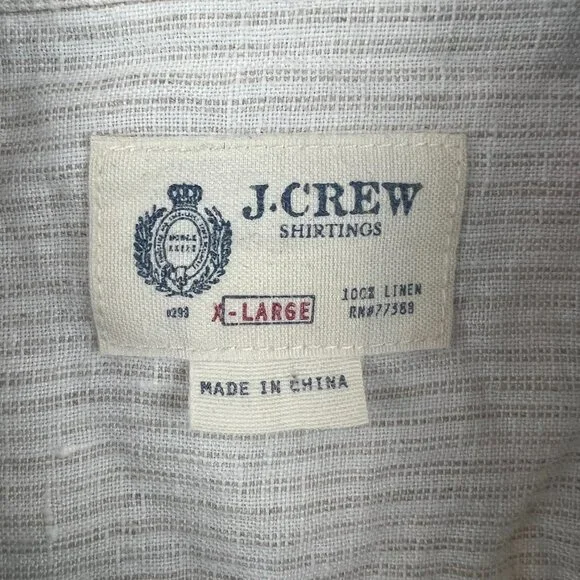 J.CREW
SHIRTINGS
0293
X-LARGE
100% LINEN
RN#77388
MADE IN CHINA